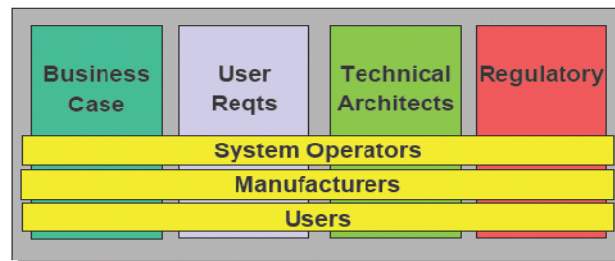 Business
Case
User
Reqts
Technical
Architects
Regulatory
System Operators
Manufacturers
Users